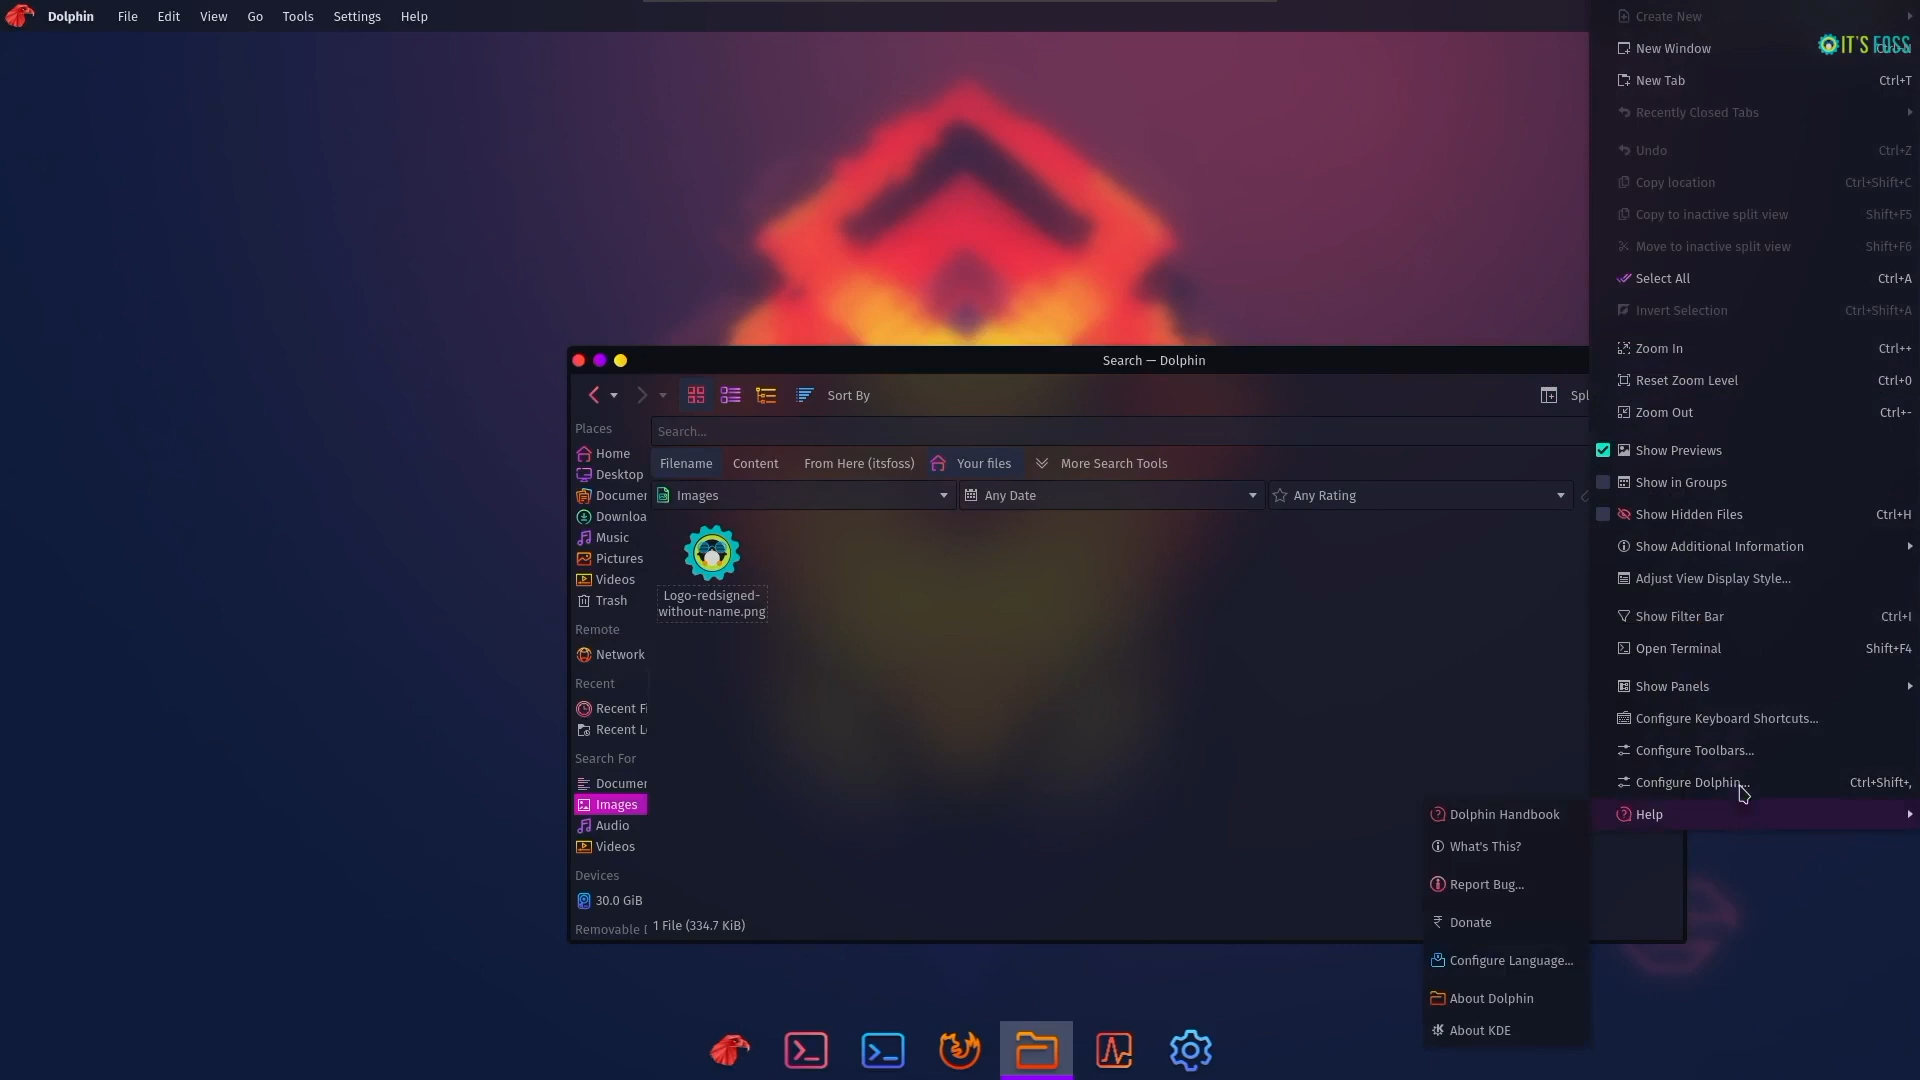 Dolphin File Edit View Go Tools Settings Help
IT'S FOSS
Create New
New Window
New Tab Ctrl+T
Recently Closed Tabs
Undo Ctrl+Z
Copy location Ctrl+Shift+C
Copy to inactive split view Shift+F5
Move to inactive split view Shift+F6
Select All Ctrl+A
Invert Selection Ctrl+Shift+A
Zoom In Ctrl++
Reset Zoom Level Ctrl+0
Zoom Out Ctrl+-
Show Previews
Show in Groups
Show Hidden Files Ctrl+H
Show Additional Information
Adjust View Display Style...
Show Filter Bar Ctrl+I
Open Terminal Shift+F4
Show Panels
Configure Keyboard Shortcuts...
Configure Toolbars...
Configure Dolphin... Ctrl+Shift+,
Help
Dolphin Handbook
What's This?
Report Bug...
Donate
Configure Language...
About Dolphin
About KDE
Search — Dolphin
Sort By Spl
Search...
Filename Content From Here (itsfoss) Your files More Search Tools
Images Any Date Any Rating
Logo-redsigned-
without-name.png
Places
Home
Desktop
Documer
Downloa
Music
Pictures
Videos
Trash
Remote
Network
Recent
Recent Fi
Recent L
Search For
Documer
Images
Audio
Videos
Devices
30.0 GiB
Removable
1 File (334.7 KiB)